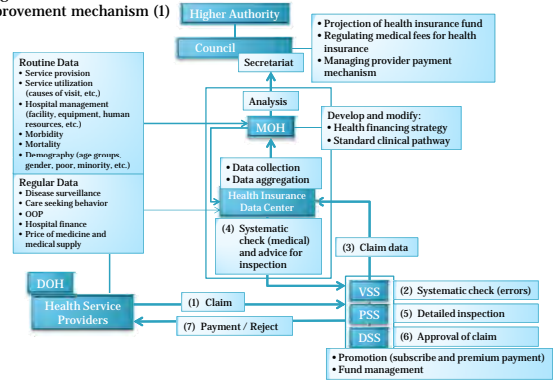 provement mechanism (1)
Higher Authority
Council
Secretariat
• Projection of health insurance fund
• Regulating medical fees for health
insurance
• Managing provider payment
mechanism
Routine Data
• Service provision
• Service utilization
(causes of visit, etc,)
• Hospital management
(facility, equipment, human
resources, etc.)
• Morbidity
• Mortality
• Demography (age groups,
gender, poor, minority, etc.)
Regular Data
• Disease surveillance
• Care seeking behavior
• OOP
• Hospital finance
• Price of medicine and
medical supply
Analysis
MOH
Develop and modify:
• Health financing strategy
• Standard clinical pathway
• Data collection
• Data aggregation
Health Insurance
Data Center
(4) Systematic
check (medical)
and advice for
inspection
(3) Claim data
DOH
Health Service
Providers
(1) Claim
(7) Payment / Reject
VSS
(2) Systematic check (errors)
PSS
(5) Detailed inspection
DSS
(6) Approval of claim
• Promotion (subscribe and premium payment)
• Fund management